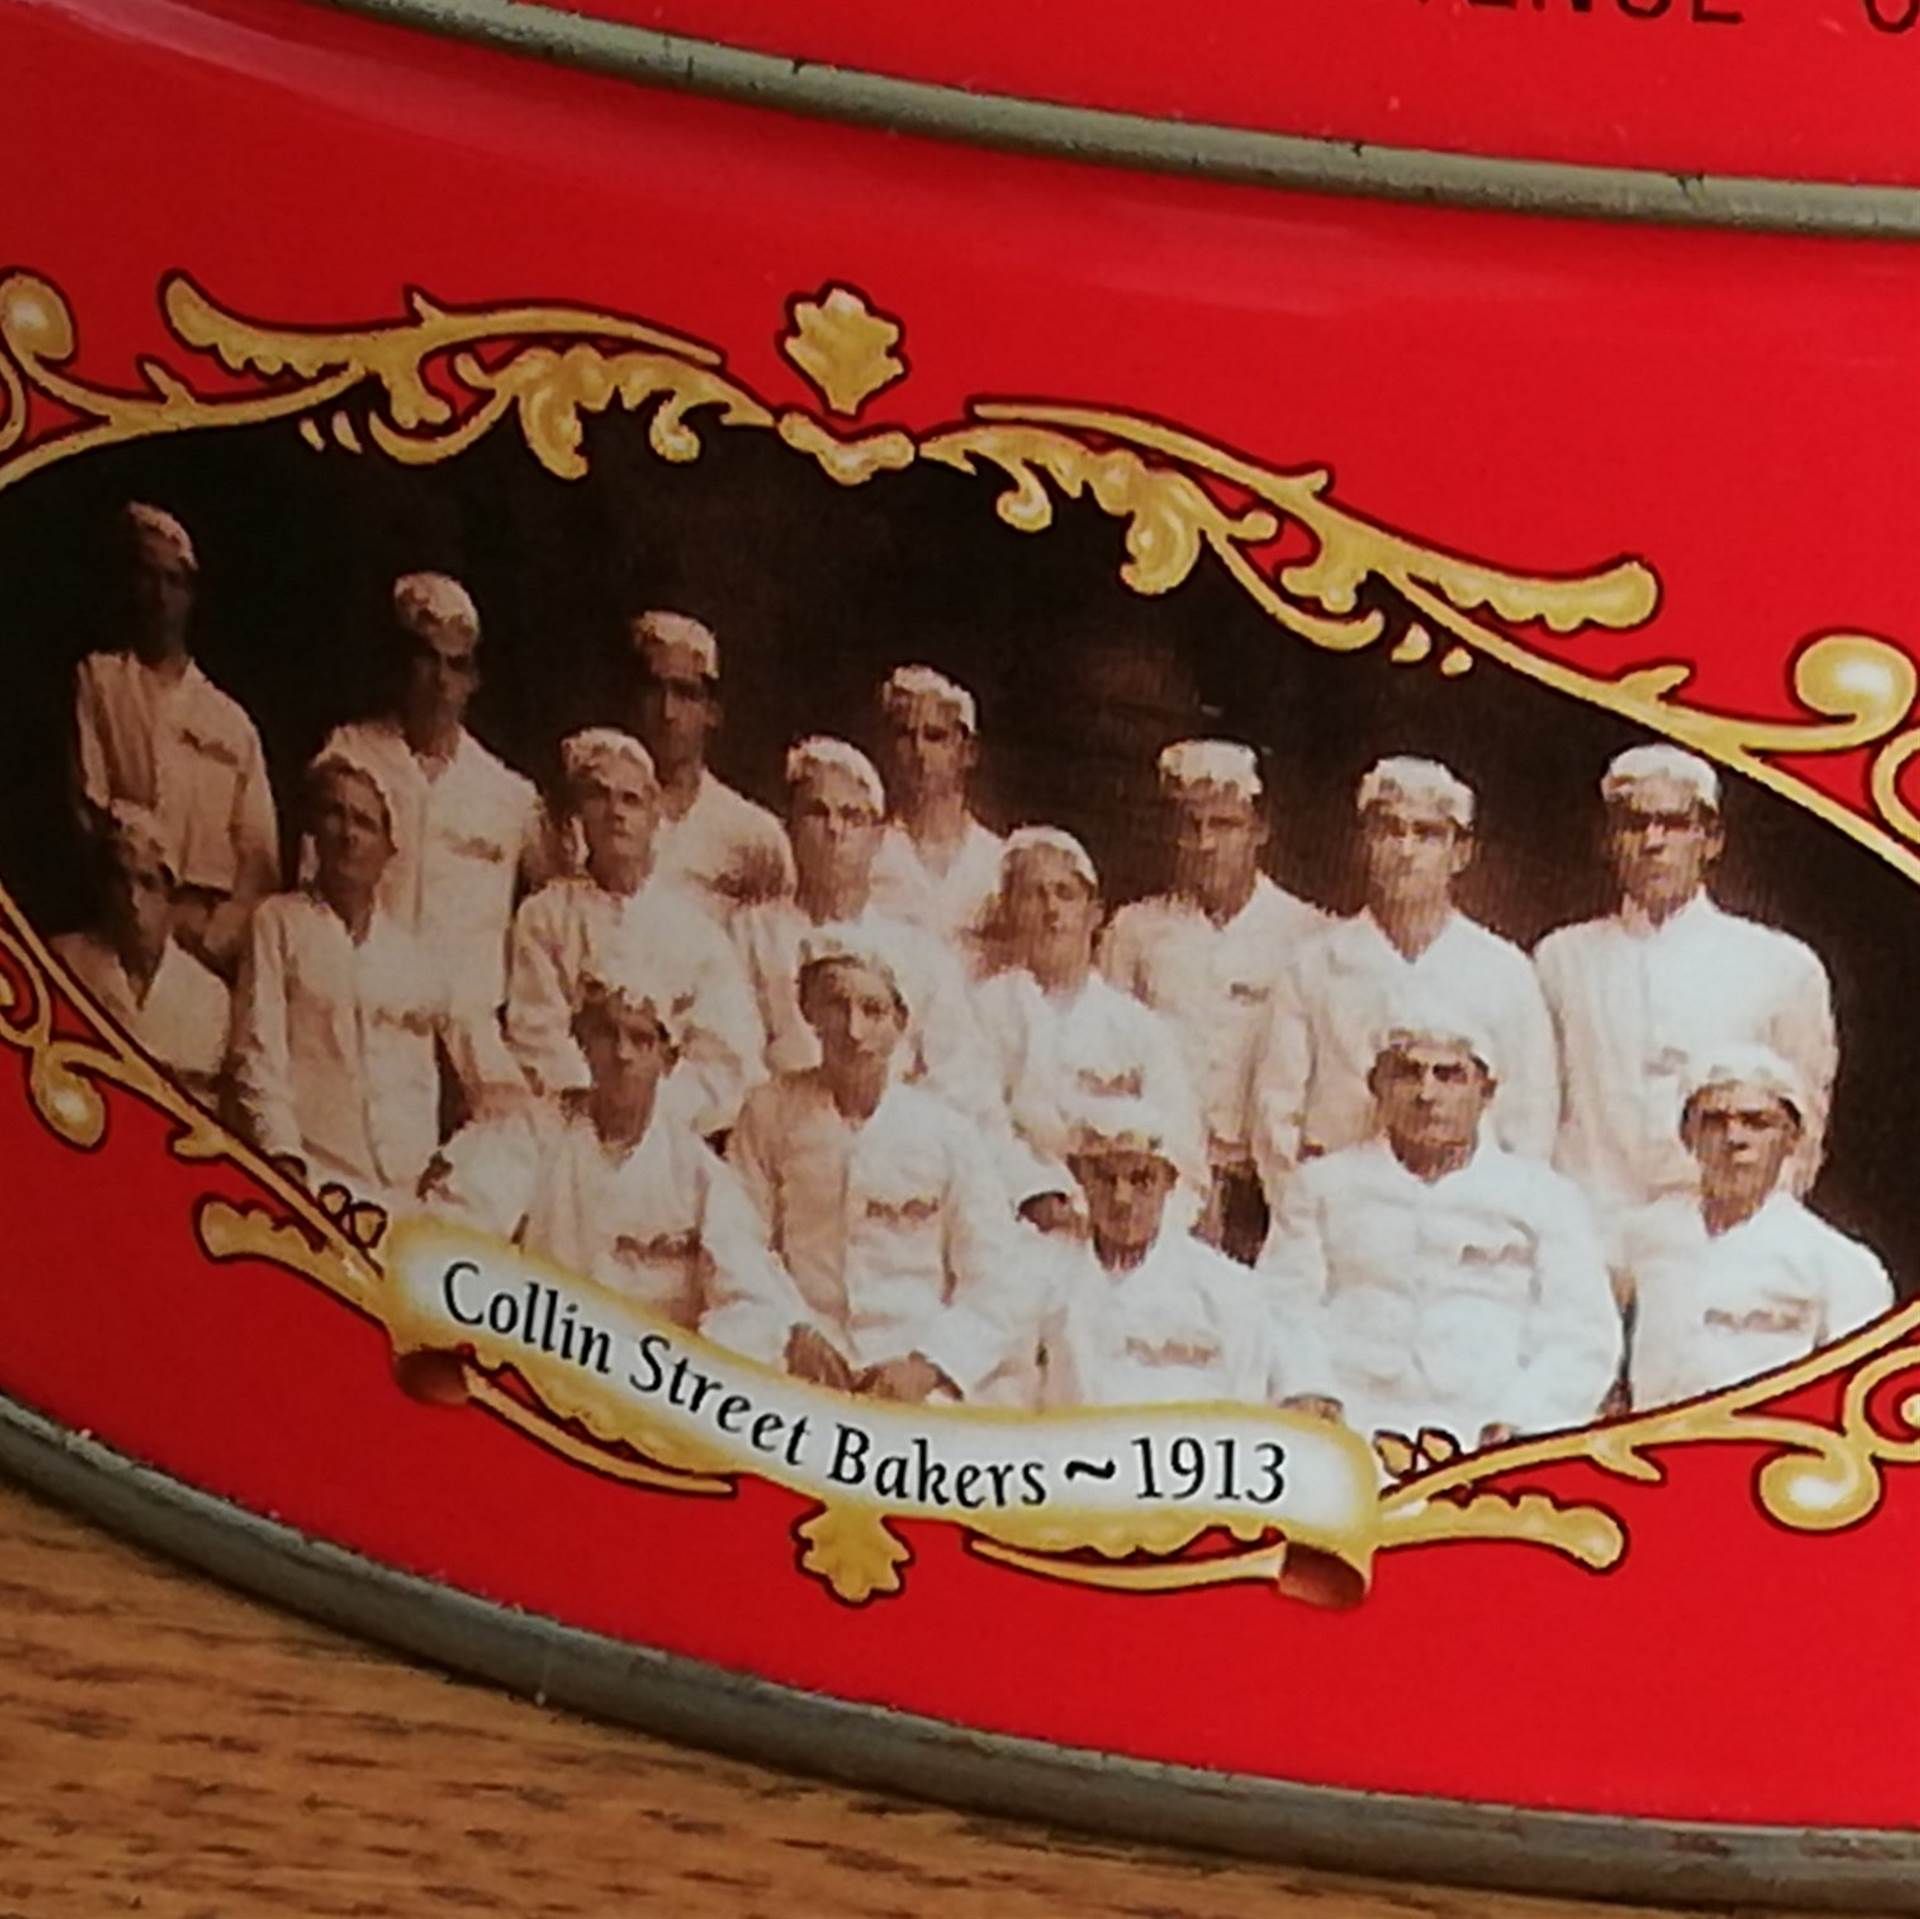 Collin Street Bakers ~ 1913